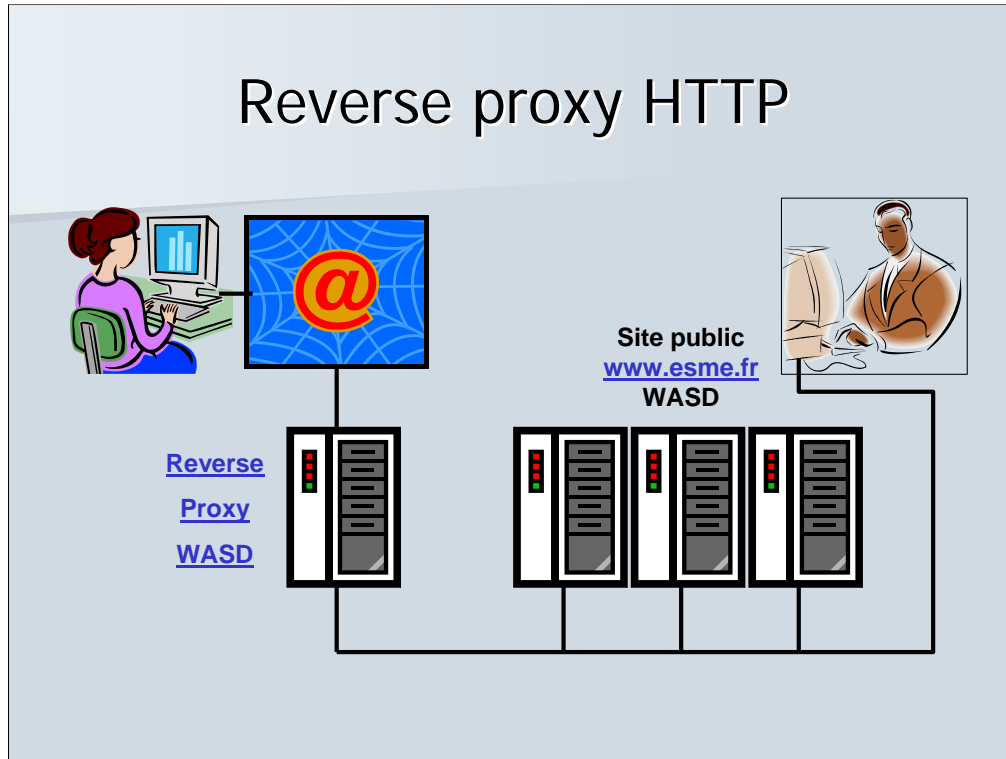 Reverse proxy HTTP
@
Site public
www.esme.fr
WASD
Reverse
Proxy
WASD